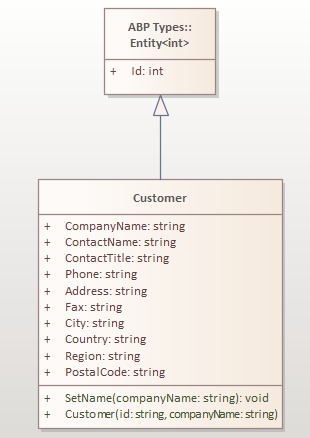 ABP Types::
Entity<int>
+ Id: int
Customer
+ CompanyName: string
+ ContactName: string
+ ContactTitle: string
+ Phone: string
+ Address: string
+ Fax: string
+ City: string
+ Country: string
+ Region: string
+ PostalCode: string
+ SetName(companyName: string): void
+ Customer(id: string, companyName: string)